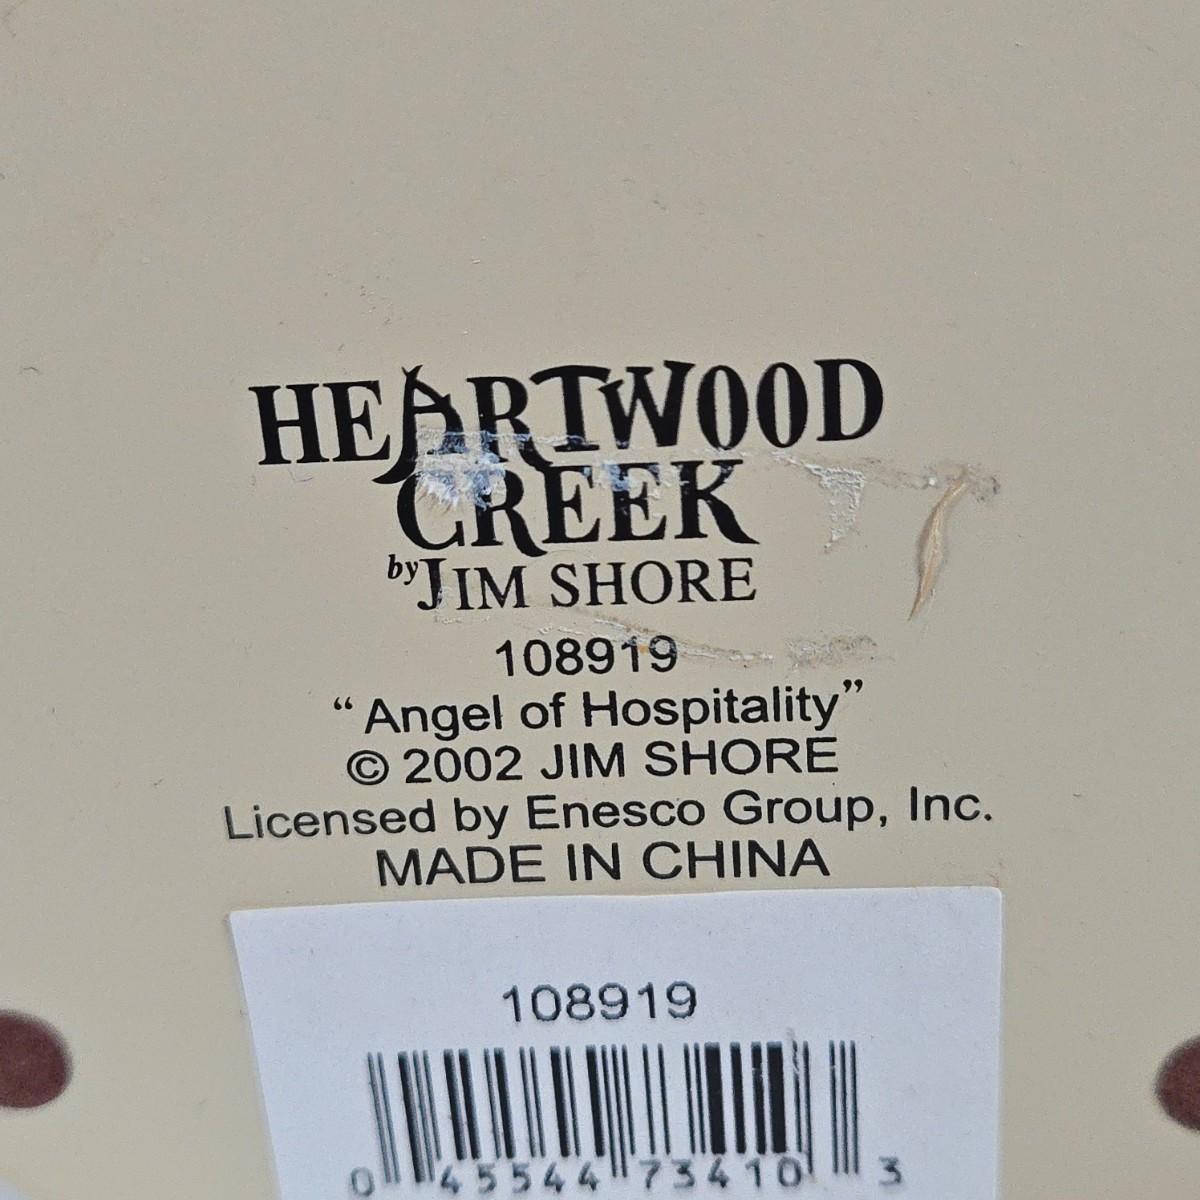 HEARTWOOD
CREEK
by JIM SHORE
108919
“Angel of Hospitality”
© 2002 JIM SHORE
Licensed by Enesco Group, Inc.
MADE IN CHINA
108919
0 45544 73410 3